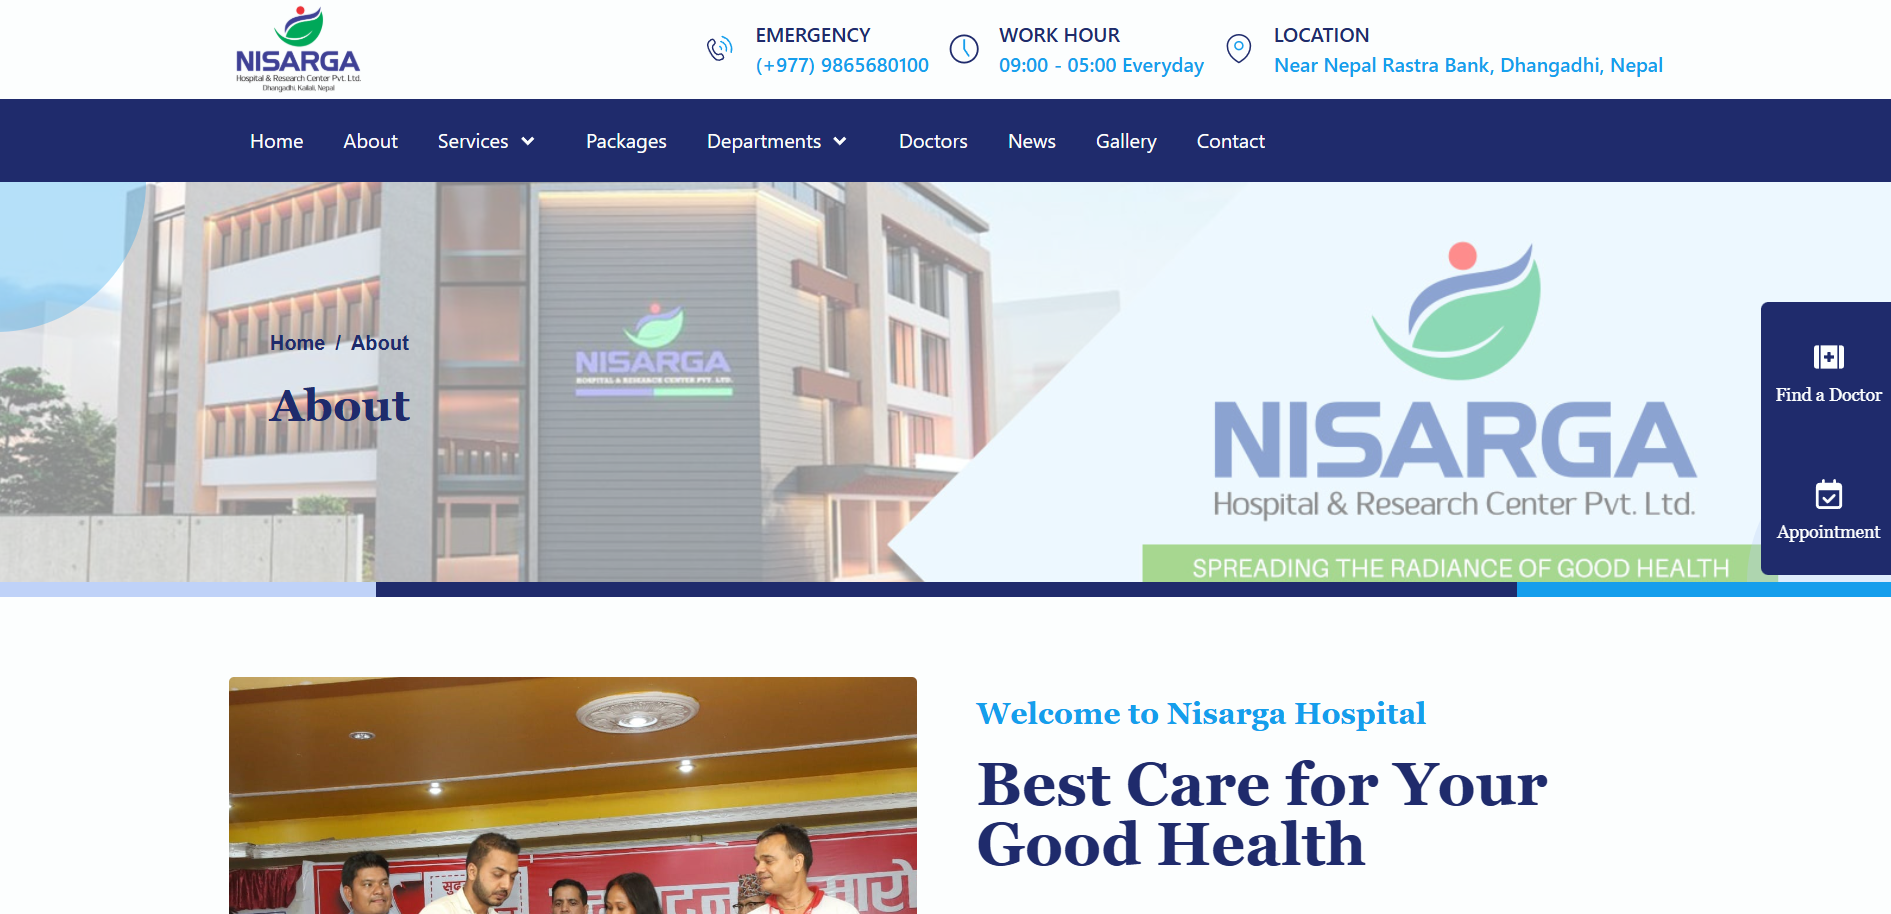 NISARGA
Hospital & Research Center Pvt. Ltd.
Dhangadhi, Kailali, Nepal
EMERGENCY
(+977) 9865680100
WORK HOUR
09:00 - 05:00 Everyday
LOCATION
Near Nepal Rastra Bank, Dhangadhi, Nepal
Home
About
Services
Packages
Departments
Doctors
News
Gallery
Contact
Home / About
About
NISARGA
HOSPITAL & RESEARCH CENTER PVT. LTD.
NISARGA
Hospital & Research Center Pvt. Ltd.
SPREADING THE RADIANCE OF GOOD HEALTH
Find a Doctor
Appointment
Welcome to Nisarga Hospital
Best Care for Your
Good Health